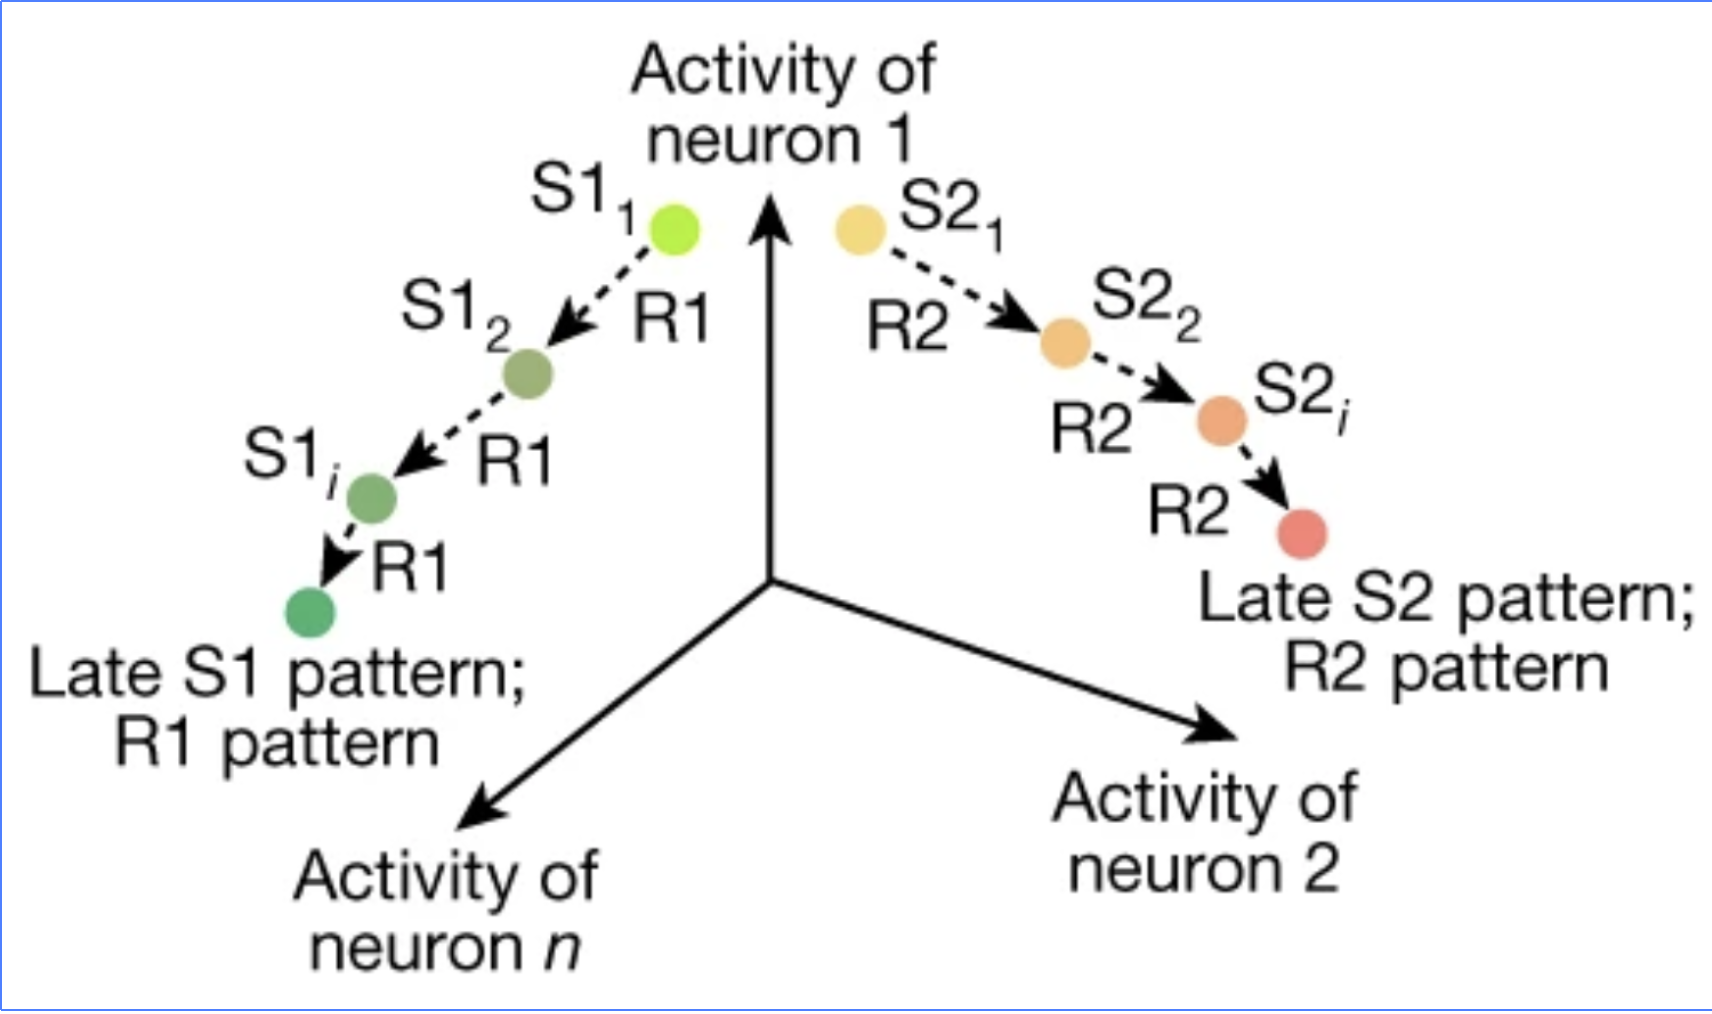 Activity of
neuron 1
S1₁
S2₁
R1
R2
S1₂
S2₂
R1
R2
S1ᵢ
S2ᵢ
R1
R2
Late S1 pattern;
R1 pattern
Late S2 pattern;
R2 pattern
Activity of
neuron n
Activity of
neuron 2